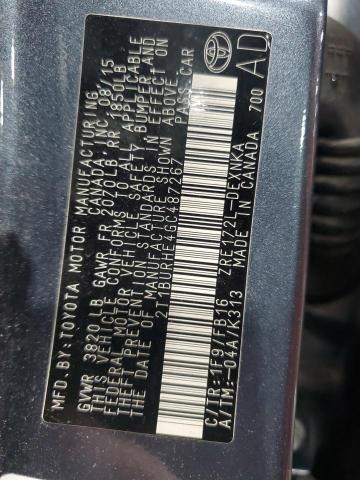 MFD.BY:TOYOTA MOTOR MANUFACTURING
CANADA INC. 08/15
GVWR 3820 LB GAWR FR 2020LB,RR 1850LB
THIS VEHICLE CONFORMS TO ALL APPLICABLE
FEDERAL MOTOR VEHICLE SAFETY, BUMPER AND
THEFT PREVENTION STANDARDS IN EFFECT ON
THE DATE OF MANUFACTURE SHOWN ABOVE.
2T1BURHE4GC487267 PASS.CAR
C/TR:1F9/FB16 ZRE172L-DEXNKA
A/TM:-04A/K313 MADE IN CANADA 700
AD